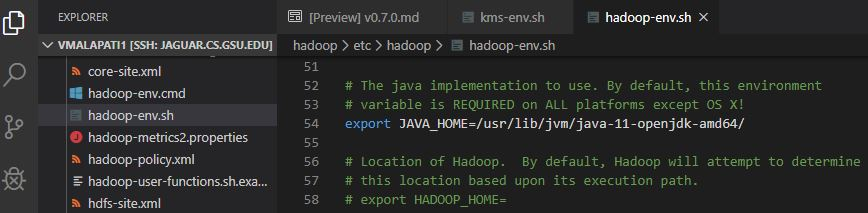 EXPLORER
VMALAPATI1 [SSH: JAGUAR.CS.GSU.EDU]
core-site.xml
hadoop-env.cmd
hadoop-env.sh
hadoop-metrics2.properties
hadoop-policy.xml
hadoop-user-functions.sh.exa...
hdfs-site.xml
[Preview] v0.7.0.md
kms-env.sh
hadoop-env.sh
hadoop > etc > hadoop > hadoop-env.sh
51
52 # The java implementation to use. By default, this environment
53 # variable is REQUIRED on ALL platforms except OS X!
54 export JAVA_HOME=/usr/lib/jvm/java-11-openjdk-amd64/
55
56 # Location of Hadoop.  By default, Hadoop will attempt to determine
57 # this location based upon its execution path.
58 # export HADOOP_HOME=